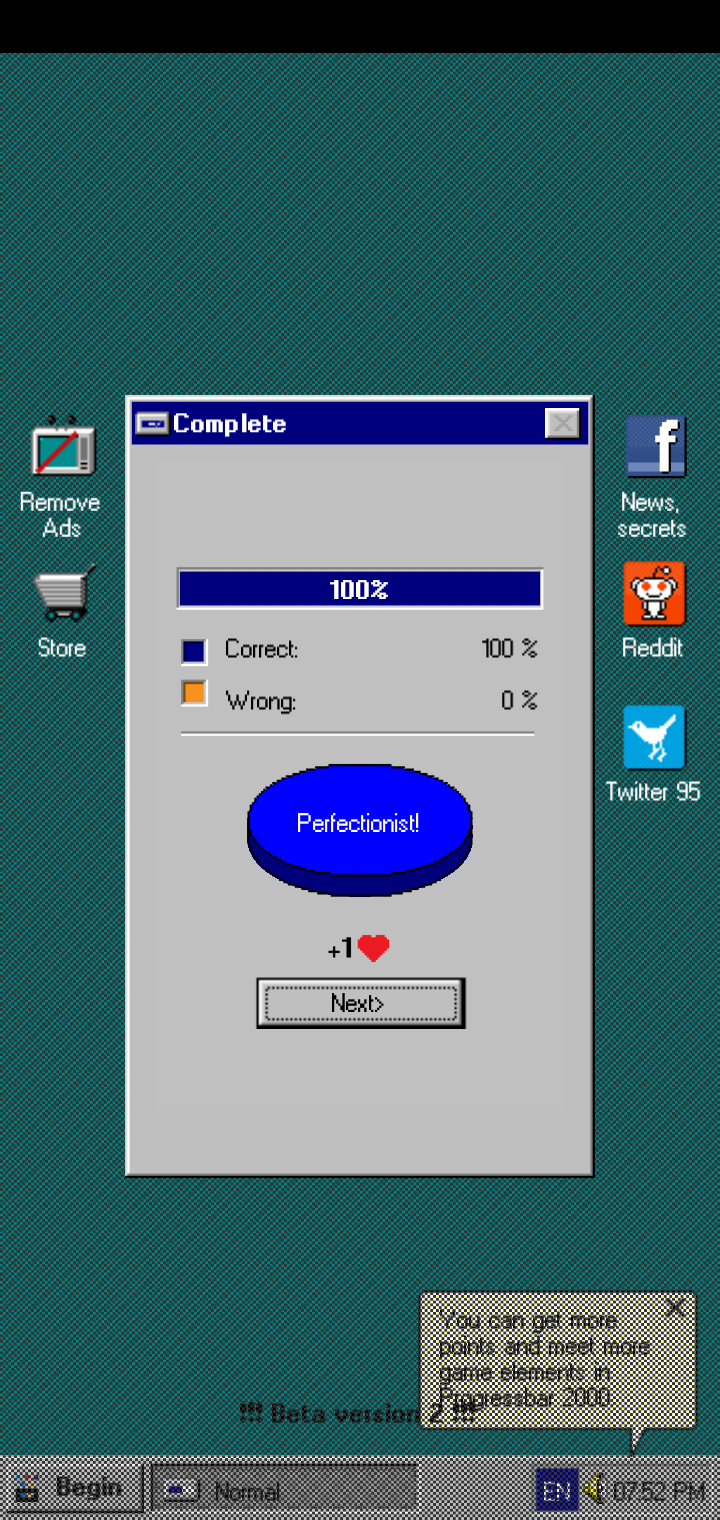 Complete
Remove
Ads
News,
secrets
100%
Correct: 100 %
Wrong: 0 %
Store
Reddit
Twitter 95
Perfectionist!
+1
Next>
You can get more
points and meet more
game elements in
Progressbar 2000
!!! Beta version 2 !!!
Begin
Normal
EN
07:52 PM